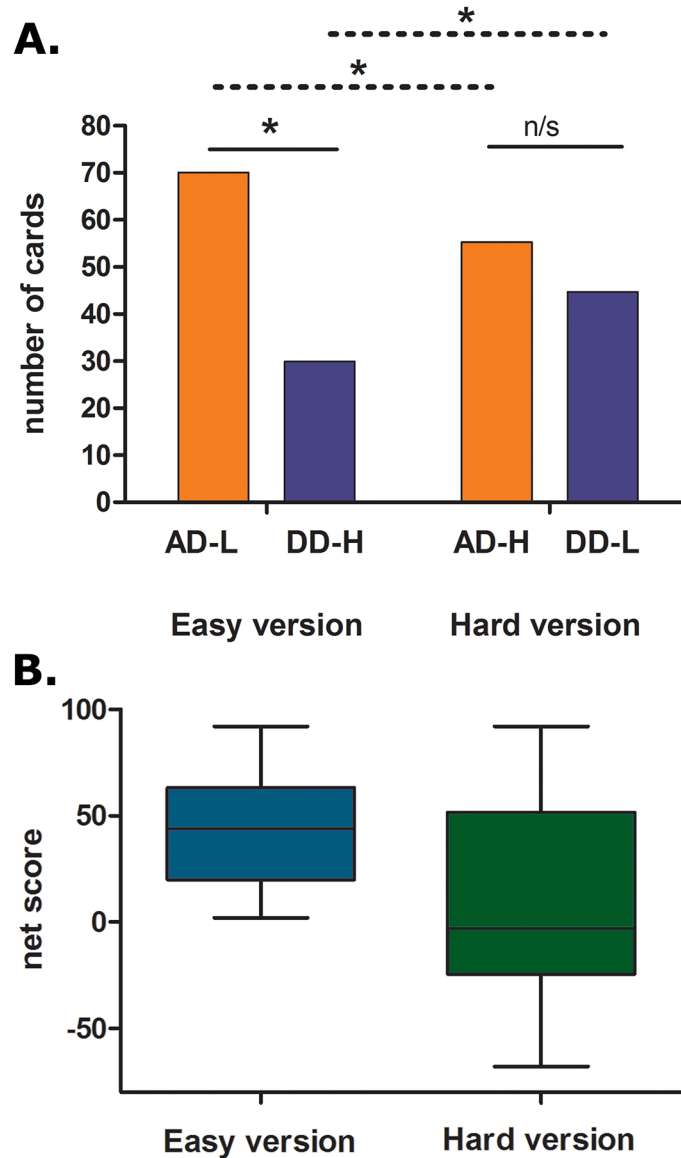 A.
*
*
*
n/s
number of cards
80
70
60
50
40
30
20
10
0
AD-L DD-H AD-H DD-L
Easy version Hard version
B.
net score
100
50
0
-50
Easy version Hard version